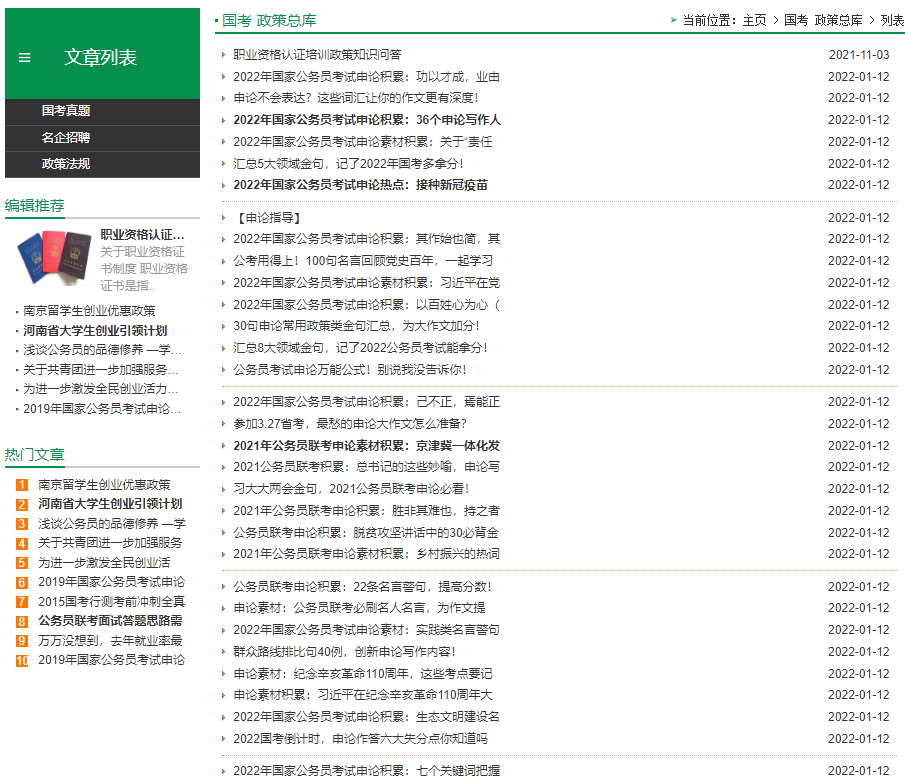 文章列表
国考真题
名企招聘
政策法规
编辑推荐
职业资格认证…
关于职业资格证
书制度 职业资格
证书是指..
南京留学生创业优惠政策
河南省大学生创业引领计划
浅谈公务员的品德修养 —学…
关于共青团进一步加强服务…
为进一步激发全民创业活力…
2019年国家公务员考试申论…
热门文章
1 南京留学生创业优惠政策
2 河南省大学生创业引领计划
3 浅谈公务员的品德修养 —学
4 关于共青团进一步加强服务
5 为进一步激发全民创业活
6 2019年国家公务员考试申论
7 2015国考行测考前冲刺全真
8 公务员联考面试答题思路需
9 万万没想到，去年就业率最
10 2019年国家公务员考试申论
国考 政策总库
当前位置：主页 > 国考 政策总库 > 列表
职业资格认证培训政策知识问答 2021-11-03
2022年国家公务员考试申论积累：功以才成，业由 2022-01-12
申论不会表达？这些词汇让你的作文更有深度！ 2022-01-12
2022年国家公务员考试申论积累：36个申论写作人 2022-01-12
2022年国家公务员考试申论素材积累：关于“责任 2022-01-12
汇总5大领域金句，记了2022年国考多拿分！ 2022-01-12
2022年国家公务员考试申论热点：接种新冠疫苗 2022-01-12
【申论指导】 2022-01-12
2022年国家公务员考试申论积累：其作始也简，其 2022-01-12
公考用得上！100句名言回顾党史百年，一起学习 2022-01-12
2022年国家公务员考试申论素材积累：习近平在党 2022-01-12
2022年国家公务员考试申论积累：以百姓心为心（ 2022-01-12
30句申论常用政策类金句汇总，为大作文加分！ 2022-01-12
汇总8大领域金句，记了2022公务员考试能拿分！ 2022-01-12
公务员考试申论万能公式！别说我没告诉你！ 2022-01-12
2022年国家公务员考试申论积累：己不正，焉能正 2022-01-12
参加3.27省考，最愁的申论大作文怎么准备？ 2022-01-12
2021年公务员联考申论素材积累：京津冀一体化发 2022-01-12
2021公务员联考积累：总书记的这些妙喻，申论写 2022-01-12
习大大两会金句，2021公务员联考申论必看！ 2022-01-12
2021年公务员联考申论积累：胜非其难也，持之者 2022-01-12
公务员联考申论积累：脱贫攻坚讲话中的30必背金 2022-01-12
2021年公务员联考申论素材积累：乡村振兴的热词 2022-01-12
公务员联考申论积累：22条名言警句，提高分数！ 2022-01-12
申论素材：公务员联考必刷名人名言，为作文提 2022-01-12
2022年国家公务员考试申论素材：实践类名言警句 2022-01-12
群众路线排比句40例，创新申论写作内容！ 2022-01-12
申论素材：纪念辛亥革命110周年，这些考点要记 2022-01-12
申论素材积累：习近平在纪念辛亥革命110周年大 2022-01-12
2022年国家公务员考试申论积累：生态文明建设名 2022-01-12
2022国考倒计时，申论作答六大失分点你知道吗 2022-01-12
2022年国家公务员考试申论积累：七个关键词把握 2022-01-12